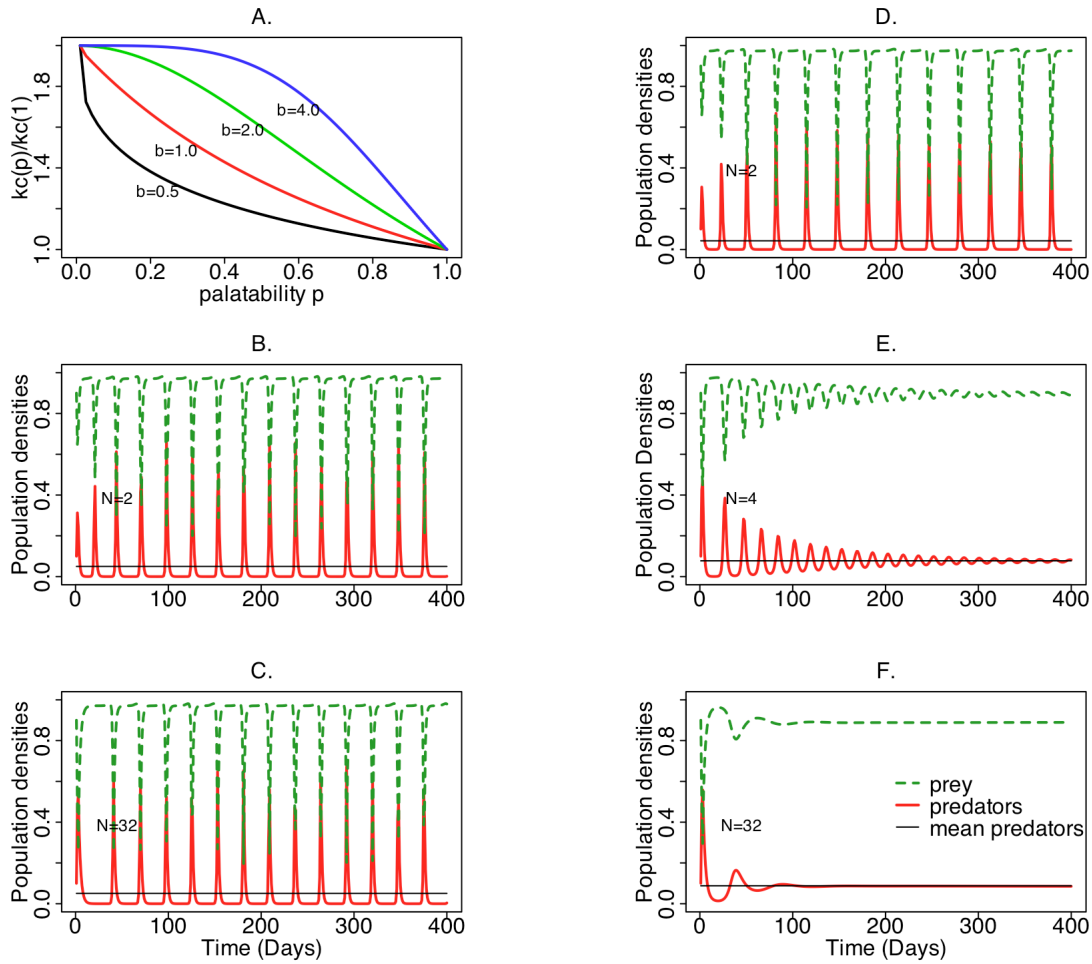 A.
kc(p)/kc(1)
1.0 1.4 1.8
b=4.0
b=2.0
b=1.0
b=0.5
0.0 0.2 0.4 0.6 0.8 1.0
palatability p
B.
Population densities
0.0 0.4 0.8
N=2
0 100 200 300 400
C.
Population densities
0.0 0.4 0.8
N=32
0 100 200 300 400
Time (Days)
D.
Population densities
0.0 0.4 0.8
N=2
0 100 200 300 400
E.
Population Densities
0.0 0.4 0.8
N=4
0 100 200 300 400
F.
Population densities
0.0 0.4 0.8
N=32
prey
predators
mean predators
0 100 200 300 400
Time (Days)